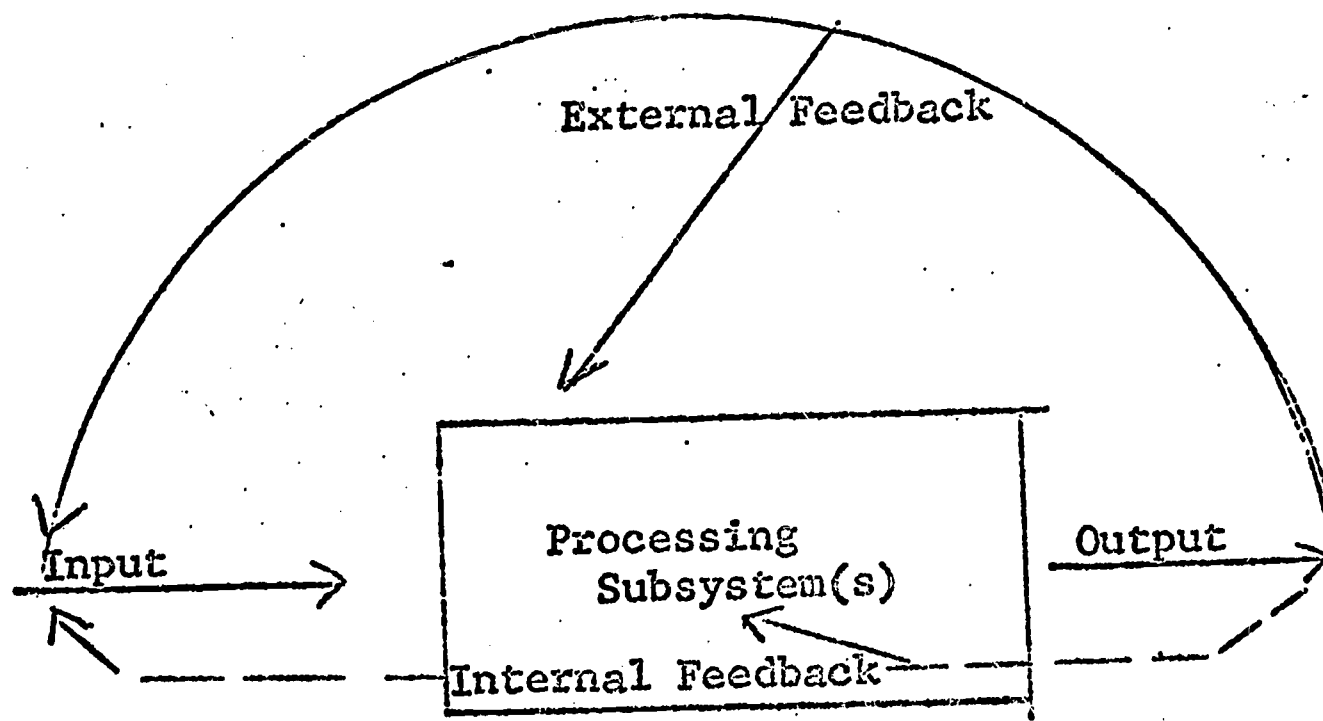 External Feedback
Input
Processing
Subsystem(s)
Output
Internal Feedback